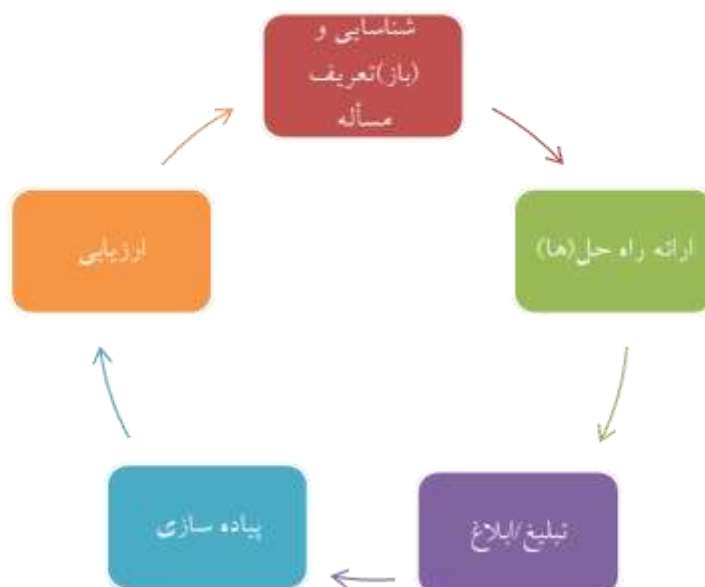 شناسایی و
(باز)تعریف
مسأله
ارائه راه حل(ها)
تبلیغ/ابلاغ
پیاده سازی
ارزیابی